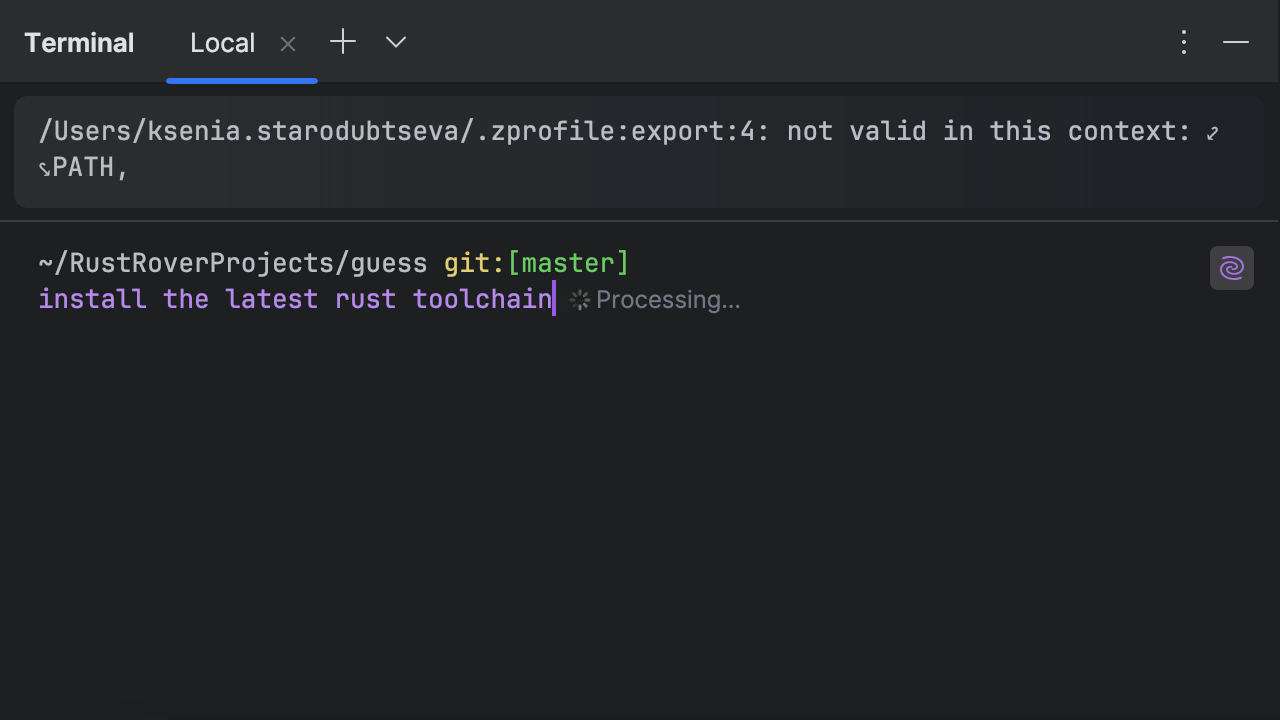 Terminal Local
/Users/ksenia.starodubtseva/.zprofile:export:4: not valid in this context:
PATH,
~/RustRoverProjects/guess git:[master]
install the latest rust toolchain Processing...